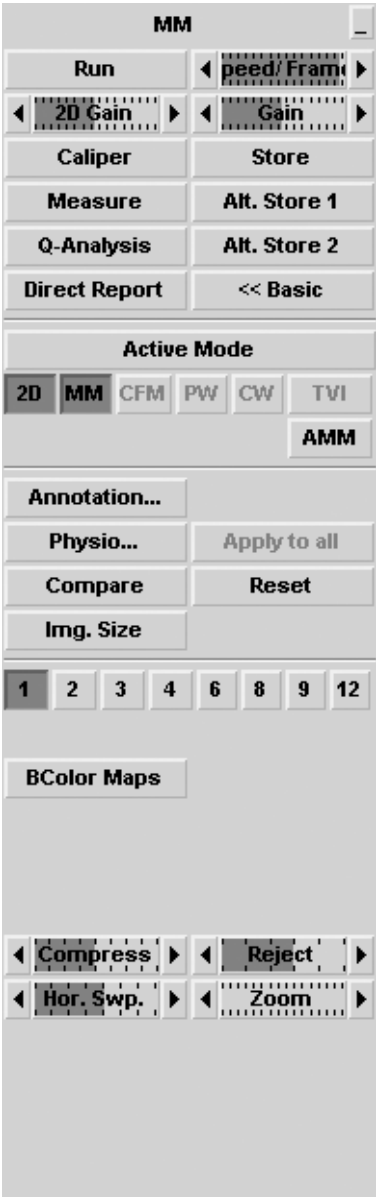 MM _
Run peed/ Frame
2D Gain Gain
Caliper Store
Measure Alt. Store 1
Q-Analysis Alt. Store 2
Direct Report << Basic
Active Mode
2D MM CFM PW CW TVI
AMM
Annotation...
Physio... Apply to all
Compare Reset
Img. Size
1 2 3 4 6 8 9 12
BColor Maps
Compress Reject
Hor. Swp. Zoom